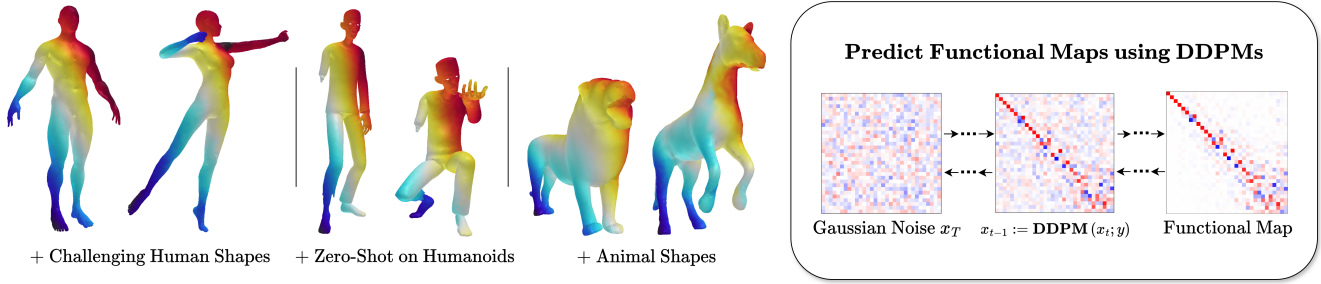 + Challenging Human Shapes
+ Zero-Shot on Humanoids
+ Animal Shapes
Predict Functional Maps using DDPMs
Gaussian Noise $x_T$
$x_{t-1} := \mathbf{DDPM}(x_t; y)$
Functional Map